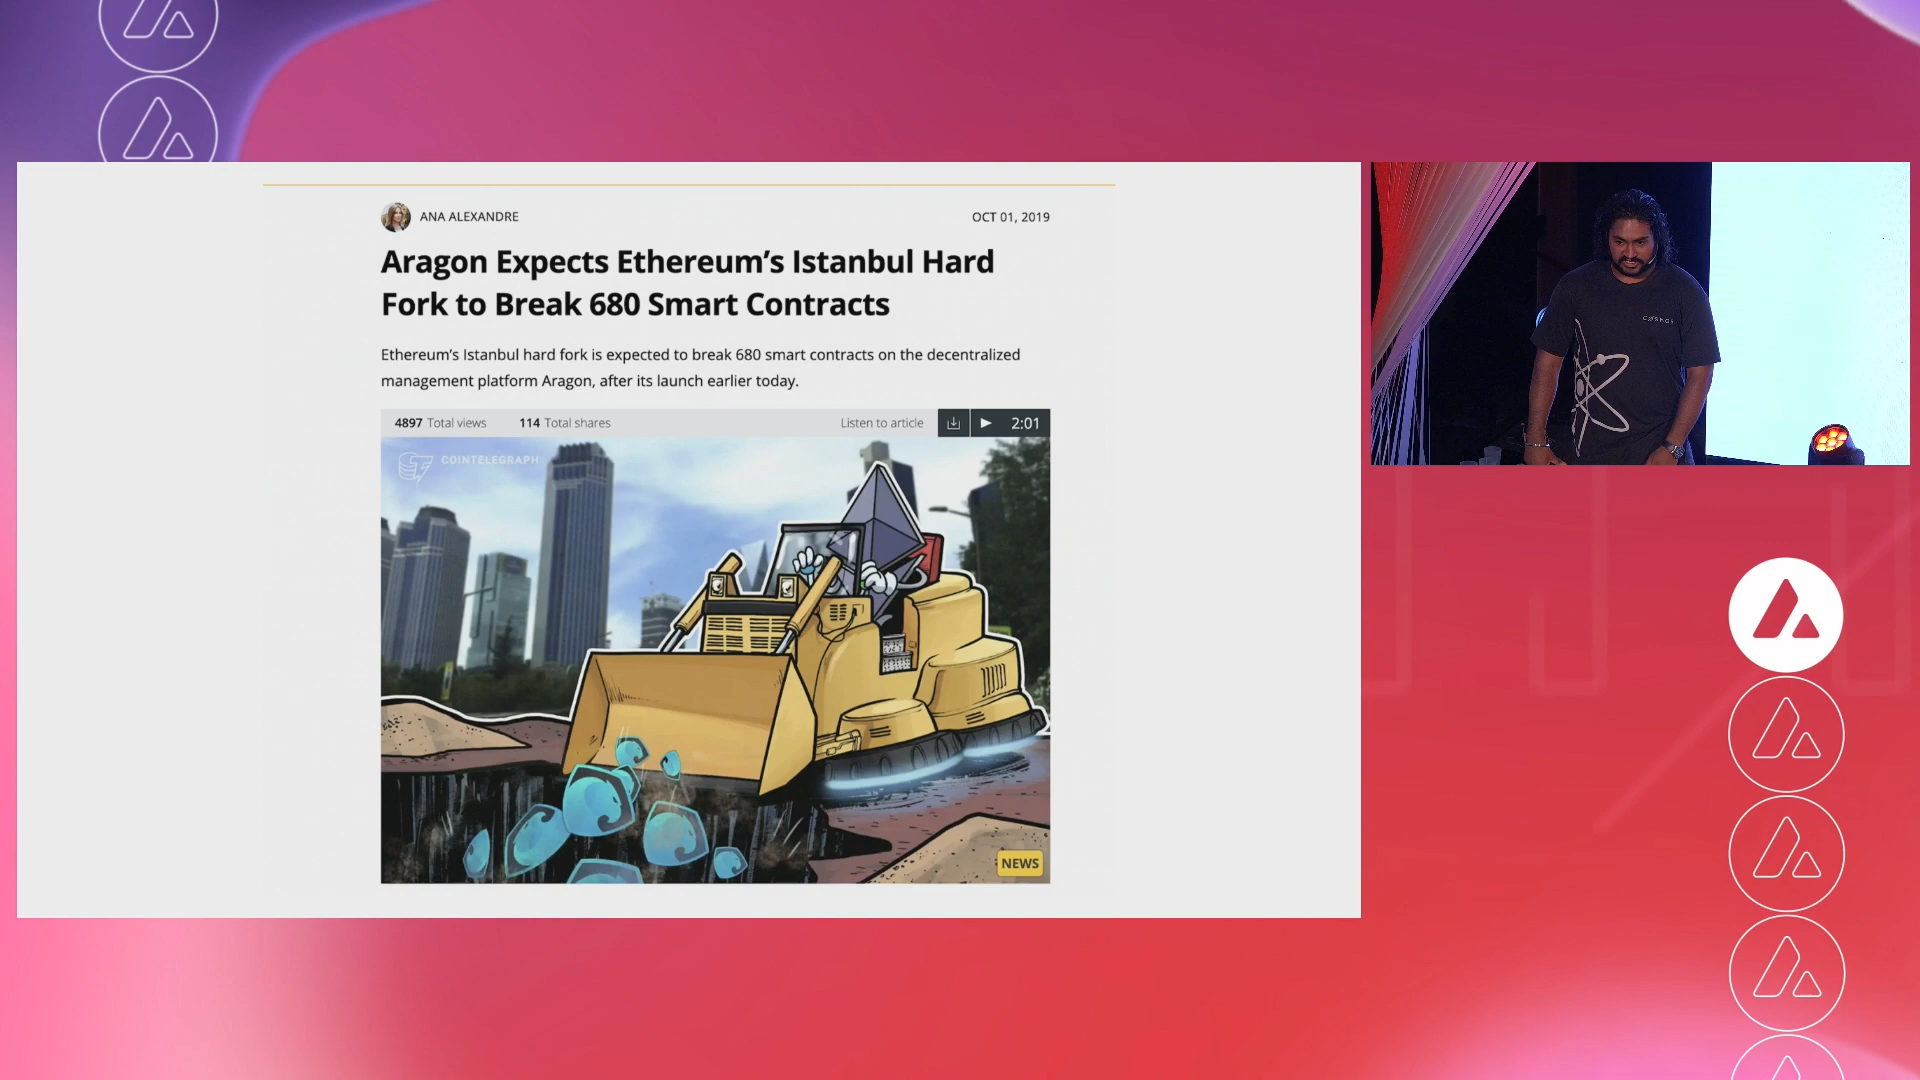 ANA ALEXANDRE
OCT 01, 2019
Aragon Expects Ethereum’s Istanbul Hard
Fork to Break 680 Smart Contracts
Ethereum’s Istanbul hard fork is expected to break 680 smart contracts on the decentralized
management platform Aragon, after its launch earlier today.
4897 Total views 114 Total shares Listen to article 2:01
COINTELEGRAPH
NEWS
COSMOS